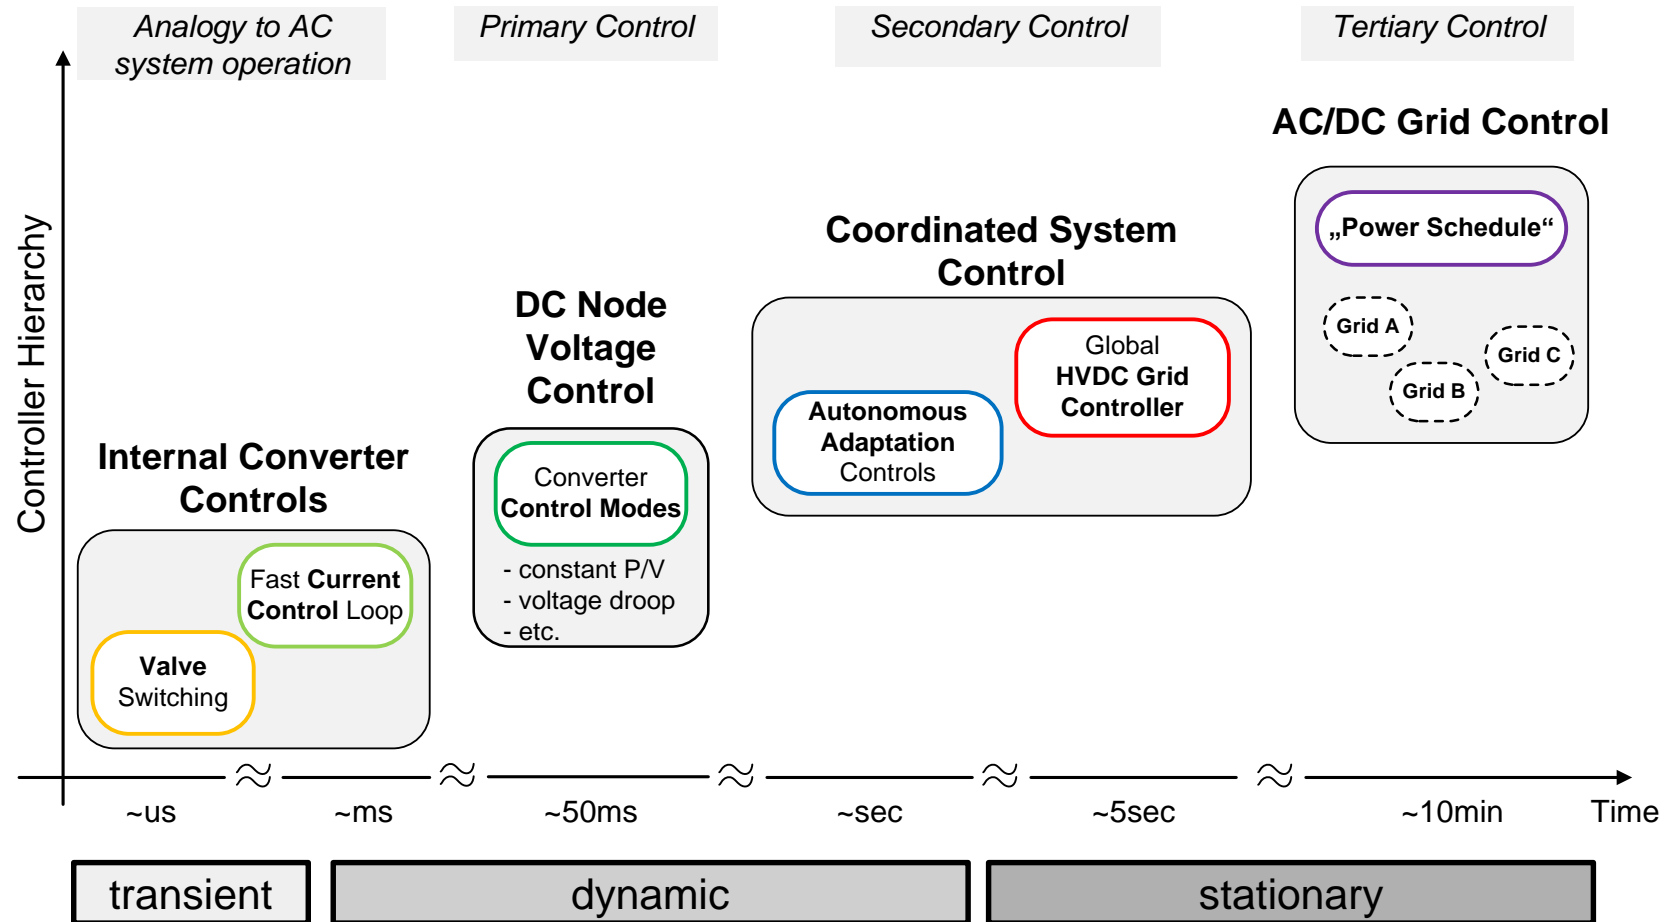 Analogy to AC
system operation
Primary Control
Secondary Control
Tertiary Control
Controller Hierarchy
AC/DC Grid Control
„Power Schedule“
Grid A
Grid B
Grid C
Coordinated System
Control
Global
HVDC Grid
Controller
Autonomous
Adaptation
Controls
DC Node
Voltage
Control
Converter
Control Modes
- constant P/V
- voltage droop
- etc.
Internal Converter
Controls
Fast Current
Control Loop
Valve
Switching
~us
~ms
~50ms
~sec
~5sec
~10min
Time
transient
dynamic
stationary